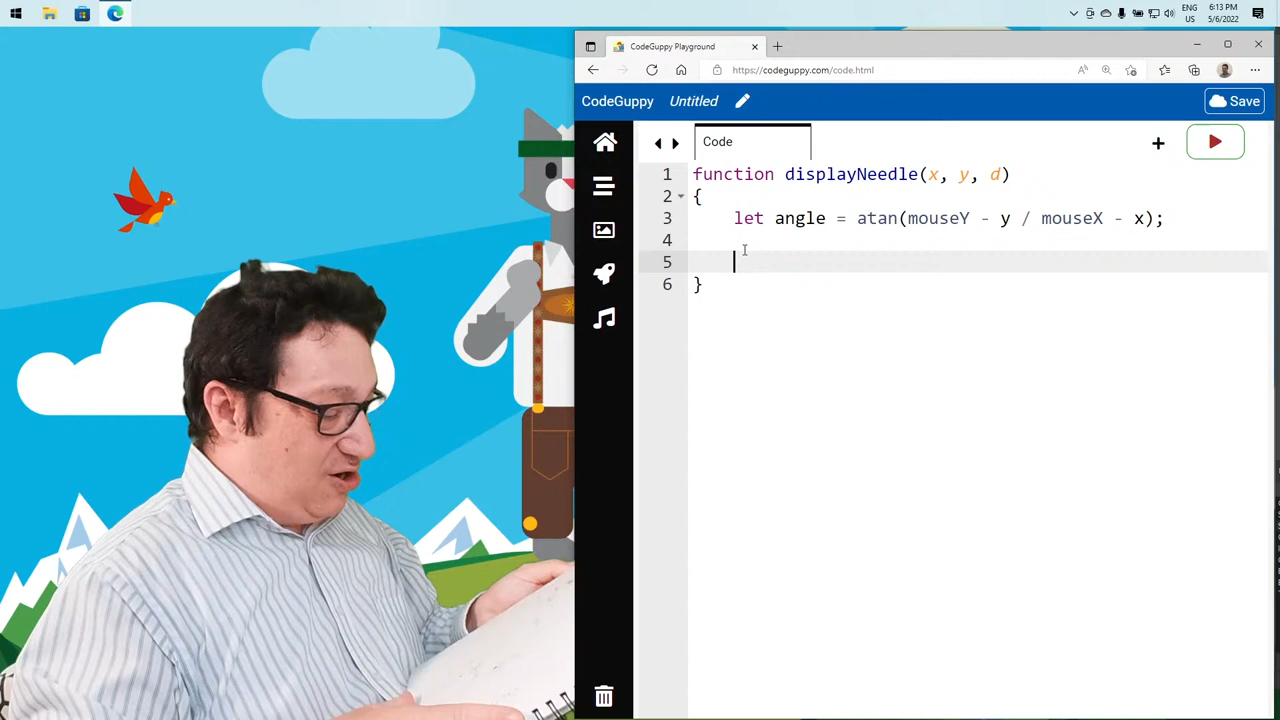 ENG 6:13 PM
US 5/6/2022
CodeGuppy Playground
https://codeguppy.com/code.html
CodeGuppy Untitled Save
Code
1 function displayNeedle(x, y, d)
2 {
3 let angle = atan(mouseY - y / mouseX - x);
4
5
6 }